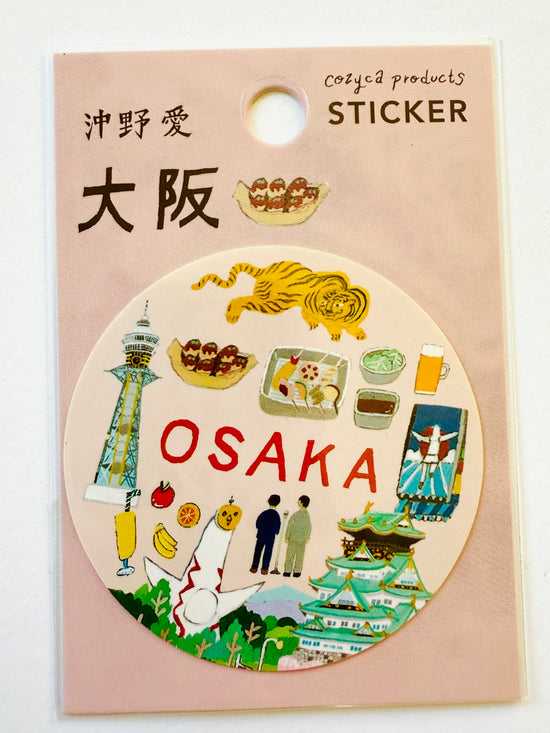 cozyca products
STICKER
沖野 愛
大阪
OSAKA